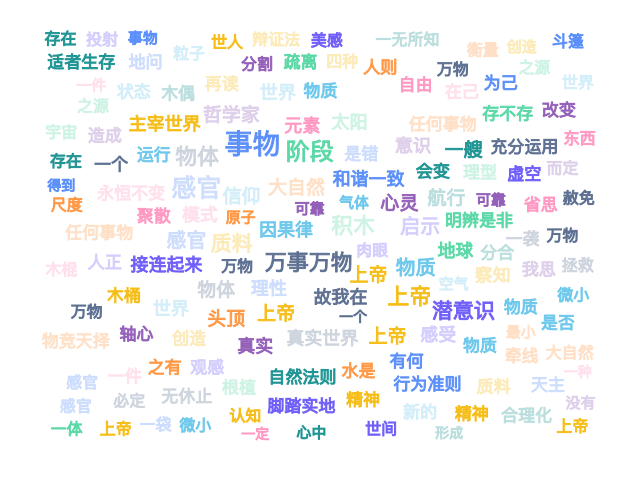 存在 投射 事物 世人 辩证法 美感 一无所知 衡量 创造 斗篷
适者生存 地问 粒子 分割 疏离 四种 人则 万物 之源
一件 状态 木偶 再读 世界 物质 自由 在己 为己 世界
之源 主宰世界 哲学家 元素 太阳 任何事物 存不存 改变
宇宙 造成 事物 阶段 是错 意识 一艘 充分运用 东西
存在 一个 运行 物体 和谐一致 会变 理型 虚空 而定
得到 永恒不变 感官 信仰 大自然 气体 心灵 航行 可靠 省思 赦免
尺度 聚散 模式 原子 可靠 积木 启示 明辨是非
任何事物 感官 质料 因果律 肉眼 地球 分合 一袭 万物
木棍 人正 接连起来 万物 万事万物 上帝 物质 察知 我思 拯救
木桶 物体 理性 故我在 上帝 空气 潜意识 物质 微小
万物 世界 头顶 上帝 一个 是否
物竞天择 轴心 创造 真实 真实世界 上帝 感受 物质 最小 牵线 大自然
感官 一件 之有 观感 自然法则 水是 有何 一种
感官 必定 无休止 根植 脚踏实地 精神 行为准则 质料 天主 没有
一体 上帝 一袋 微小 认知 一定 心中 世间 新的 精神 形成 合理化 上帝